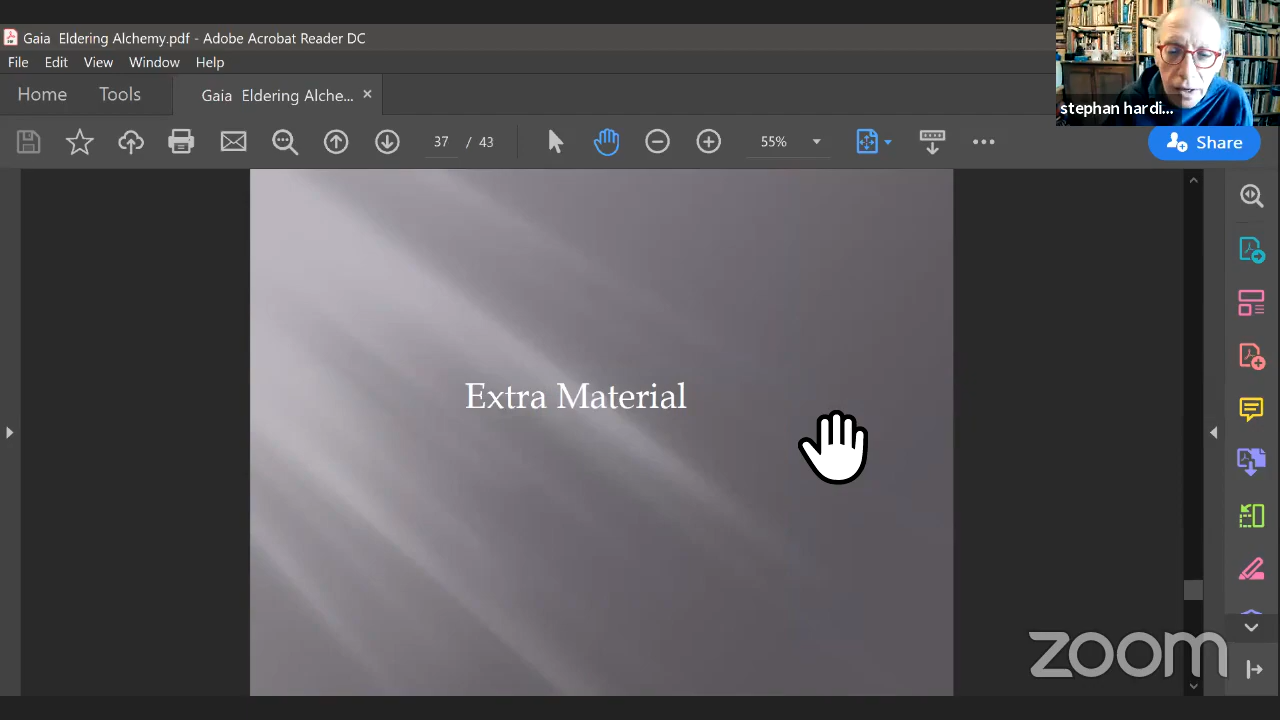 Gaia Eldering Alchemy.pdf - Adobe Acrobat Reader DC
File Edit View Window Help
Home Tools Gaia Eldering Alche... ×
37 / 43 55% Share
stephan hardi...
Extra Material
zoom